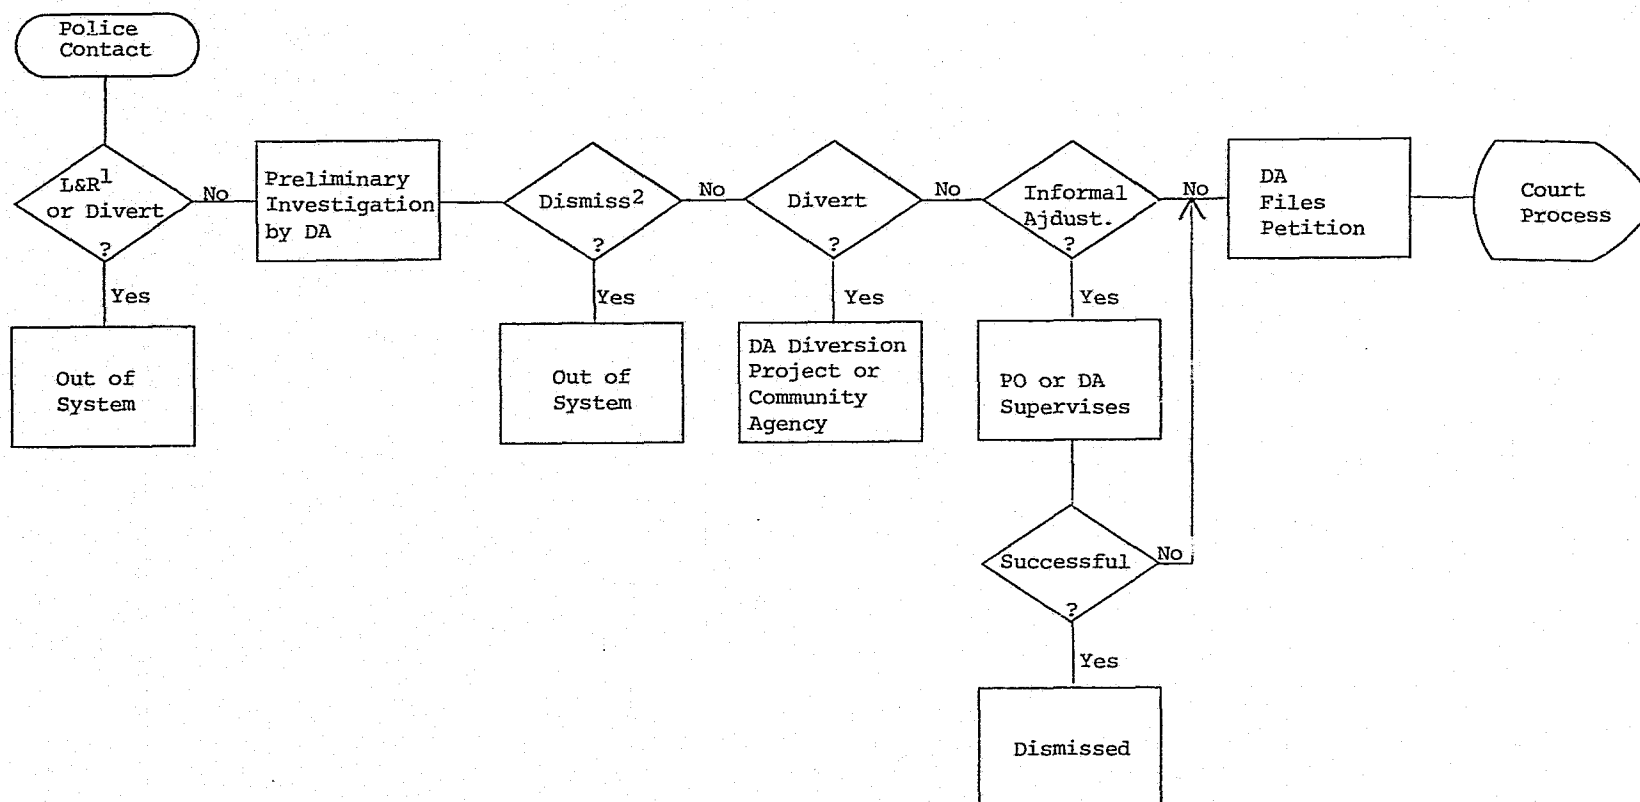 Police
Contact
L&R1
or Divert
?
No
Yes
Out of
System
Preliminary
Investigation
by DA
Dismiss2
?
No
Yes
Out of
System
Divert
?
No
Yes
DA Diversion
Project or
Community
Agency
Informal
Ajdust.
?
No
Yes
PO or DA
Supervises
Successful
?
No
Yes
Dismissed
DA
Files
Petition
Court
Process